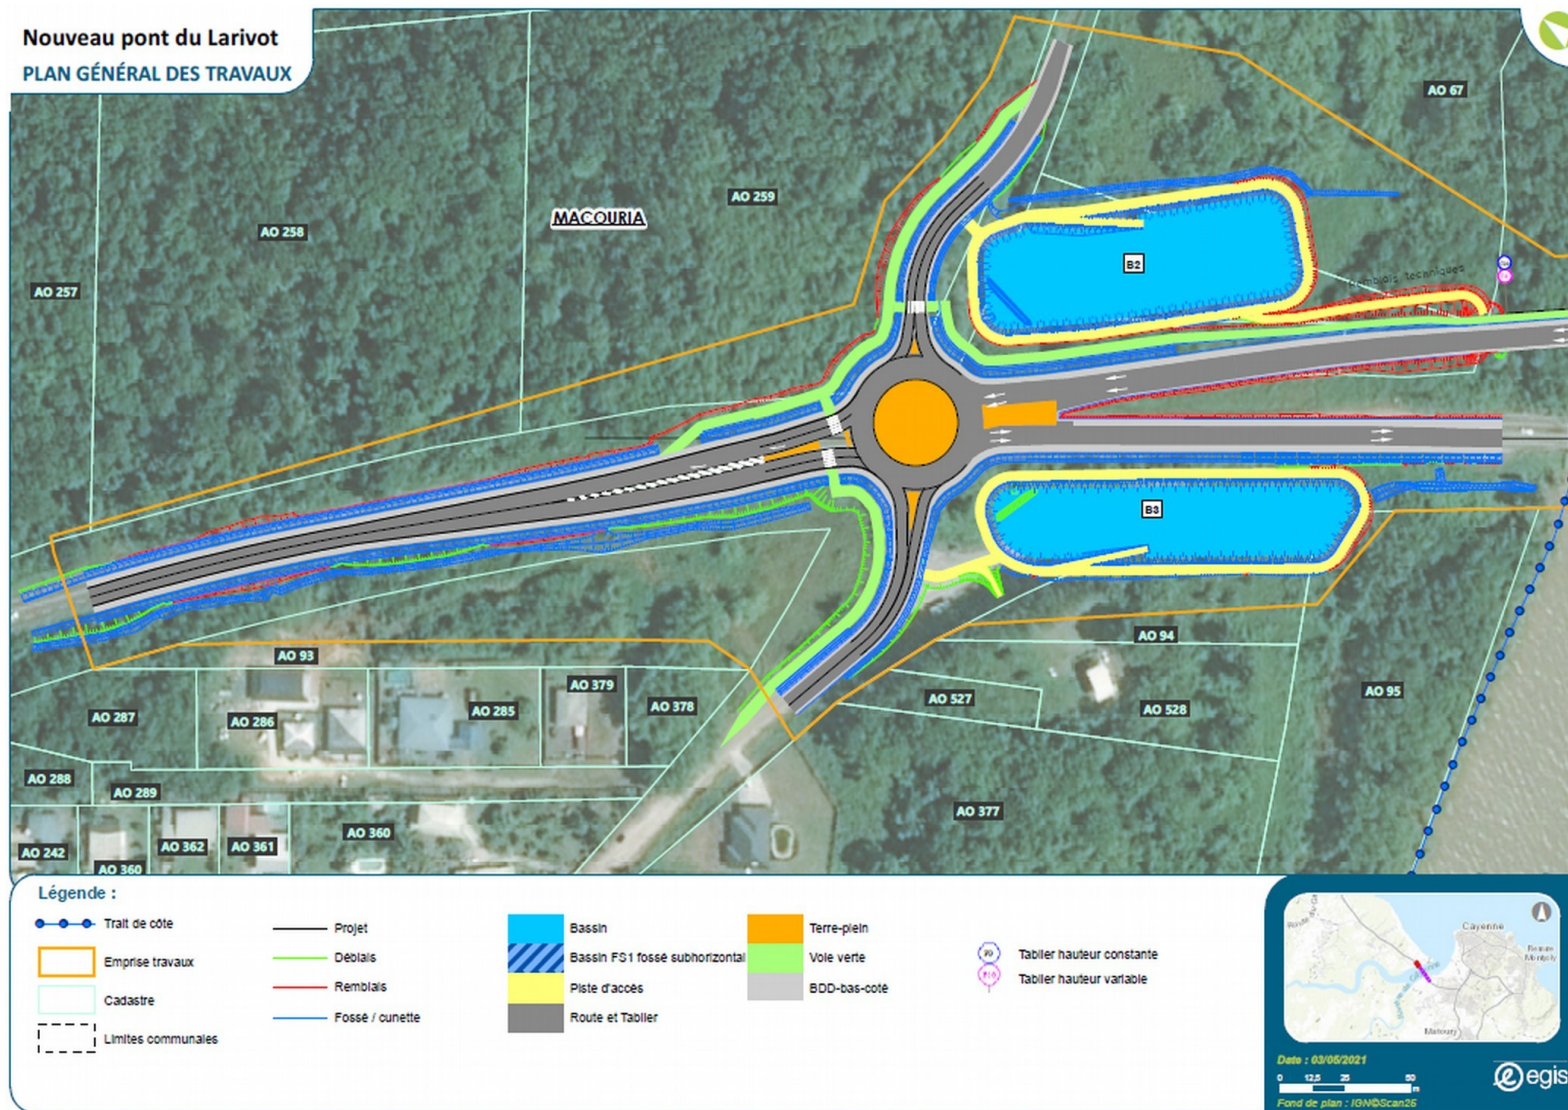 Nouveau pont du Larivot
PLAN GÉNÉRAL DES TRAVAUX
AO 67
AO 259
MACOURIA
AO 258
AO 257
B2
remblais techniques
B3
AO 93
AO 94
AO 95
AO 287
AO 286
AO 285
AO 379
AO 378
AO 527
AO 528
AO 288
AO 289
AO 377
AO 242
AO 360
AO 362
AO 361
AO 360
Légende :
Trait de côte
Emprise travaux
Cadastre
Limites communales
Projet
Déblais
Remblais
Fossé / cunette
Bassin
Bassin FS1 fossé subhorizontal
Piste d'accès
Route et Tablier
Terre-plein
Voie verte
BDD-bas-coté
Tablier hauteur constante
Tablier hauteur variable
Cayenne
Matoury
Date : 03/05/2021
0 12,5 25 50
m
Fond de plan : IGN©Scan25
egis